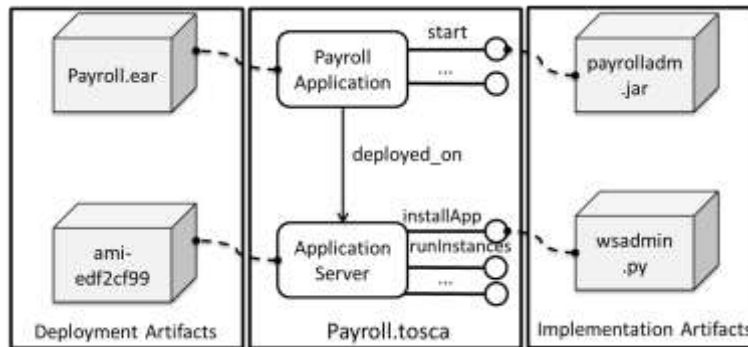 Payroll.ear
ami-
edf2cf99
Deployment Artifacts
Payroll
Application
start
...
...
deployed_on
Application
Server
installApp
runInstances
...
Payroll.tosca
payrolladm
.jar
wsadmin
.py
Implementation Artifacts